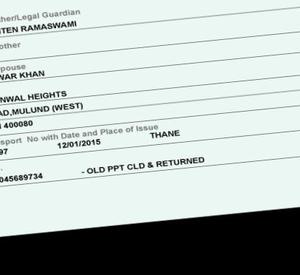 ther/Legal Guardian
ITEN RAMASWAMI
other
pouse
WAR KHAN
NWAL HEIGHTS
AD,MULUND (WEST)
I 400080
sport No with Date and Place of Issue
97 12/01/2015 THANE
045689734 - OLD PPT CLD & RETURNED